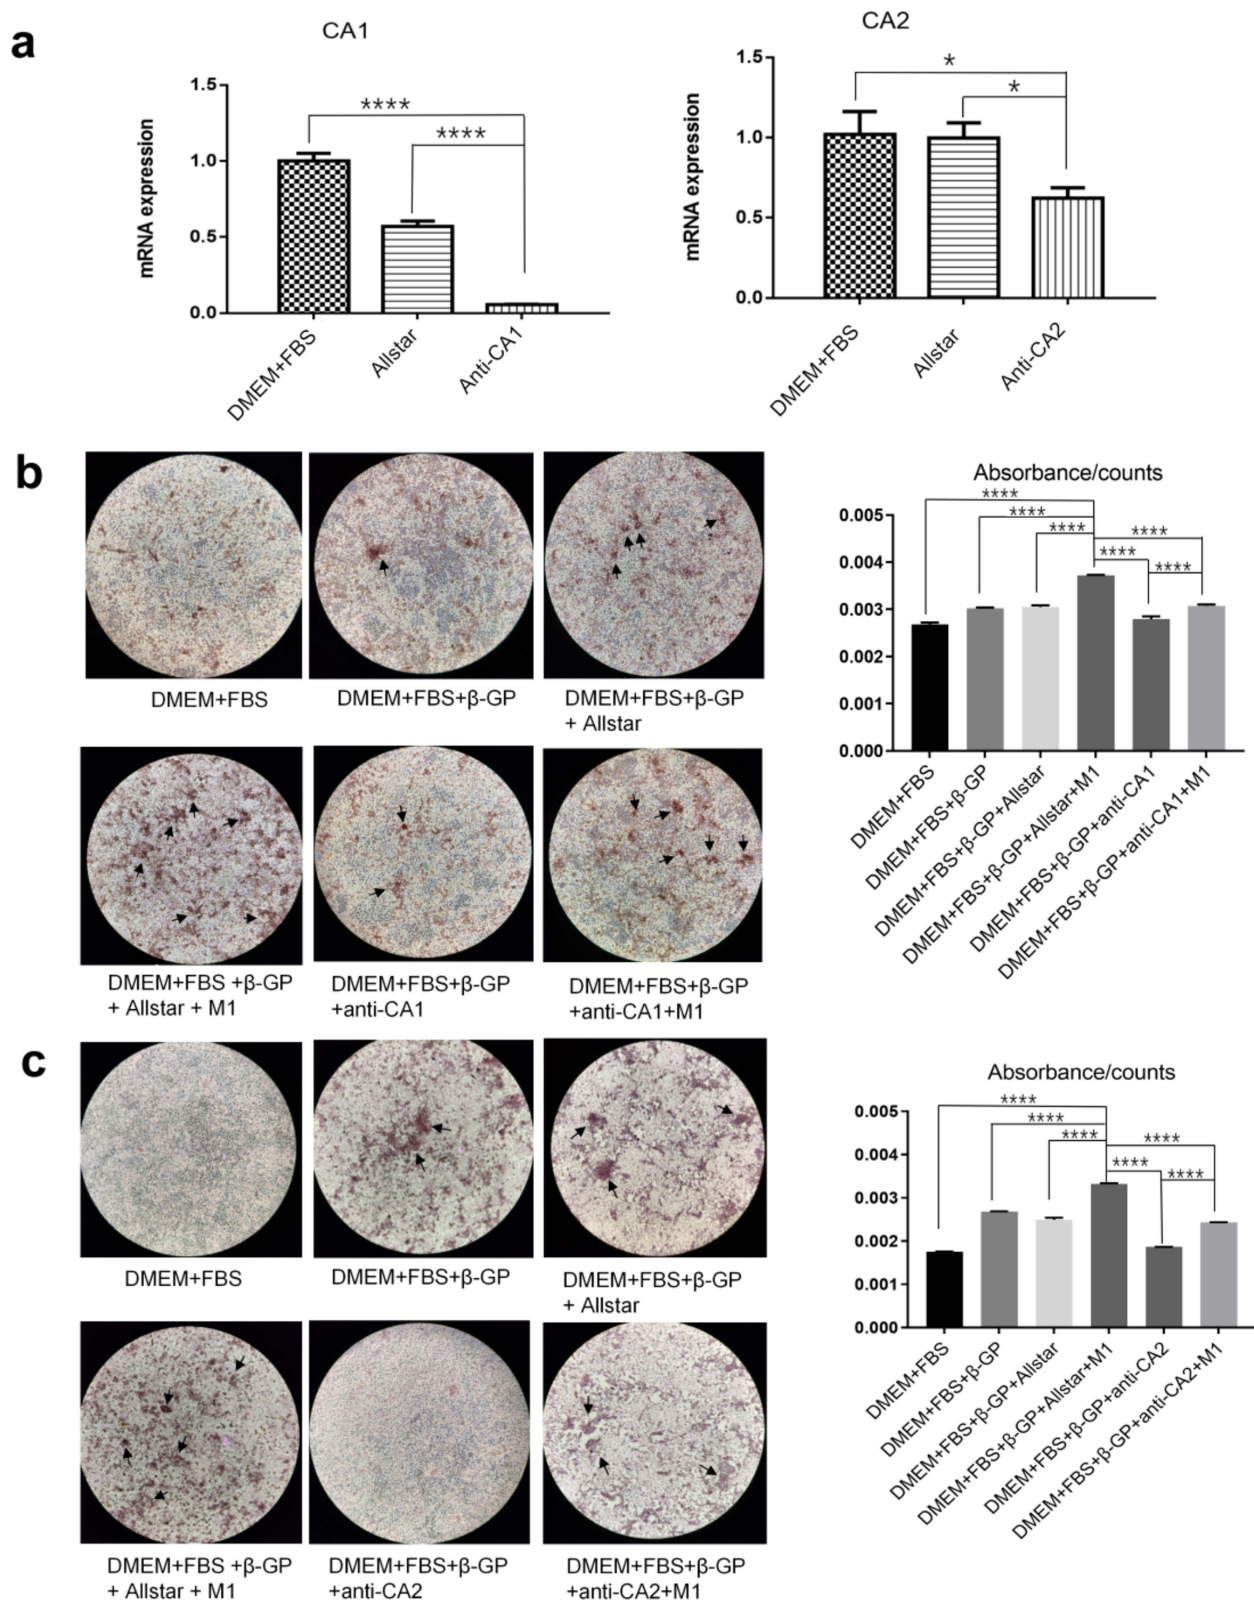 a
CA1
mRNA expression
1.5
1.0
0.5
0.0
****
****
DMEM+FBS
Allstar
Anti-CA1
CA2
mRNA expression
1.5
1.0
0.5
0.0
*
*
DMEM+FBS
Allstar
Anti-CA2
b
DMEM+FBS
DMEM+FBS+β-GP
DMEM+FBS+β-GP
+ Allstar
DMEM+FBS +β-GP
+ Allstar + M1
DMEM+FBS+β-GP
+anti-CA1
DMEM+FBS+β-GP
+anti-CA1+M1
Absorbance/counts
0.005
0.004
0.003
0.002
0.001
0.000
****
****
****
****
****
****
DMEM+FBS
DMEM+FBS+β-GP
DMEM+FBS+β-GP+Allstar
DMEM+FBS+β-GP+Allstar+M1
DMEM+FBS+β-GP+anti-CA1
DMEM+FBS+β-GP+anti-CA1+M1
c
DMEM+FBS
DMEM+FBS+β-GP
DMEM+FBS+β-GP
+ Allstar
DMEM+FBS +β-GP
+ Allstar + M1
DMEM+FBS+β-GP
+anti-CA2
DMEM+FBS+β-GP
+anti-CA2+M1
Absorbance/counts
0.005
0.004
0.003
0.002
0.001
0.000
****
****
****
****
****
****
DMEM+FBS
DMEM+FBS+β-GP
DMEM+FBS+β-GP+Allstar
DMEM+FBS+β-GP+Allstar+M1
DMEM+FBS+β-GP+anti-CA2
DMEM+FBS+β-GP+anti-CA2+M1